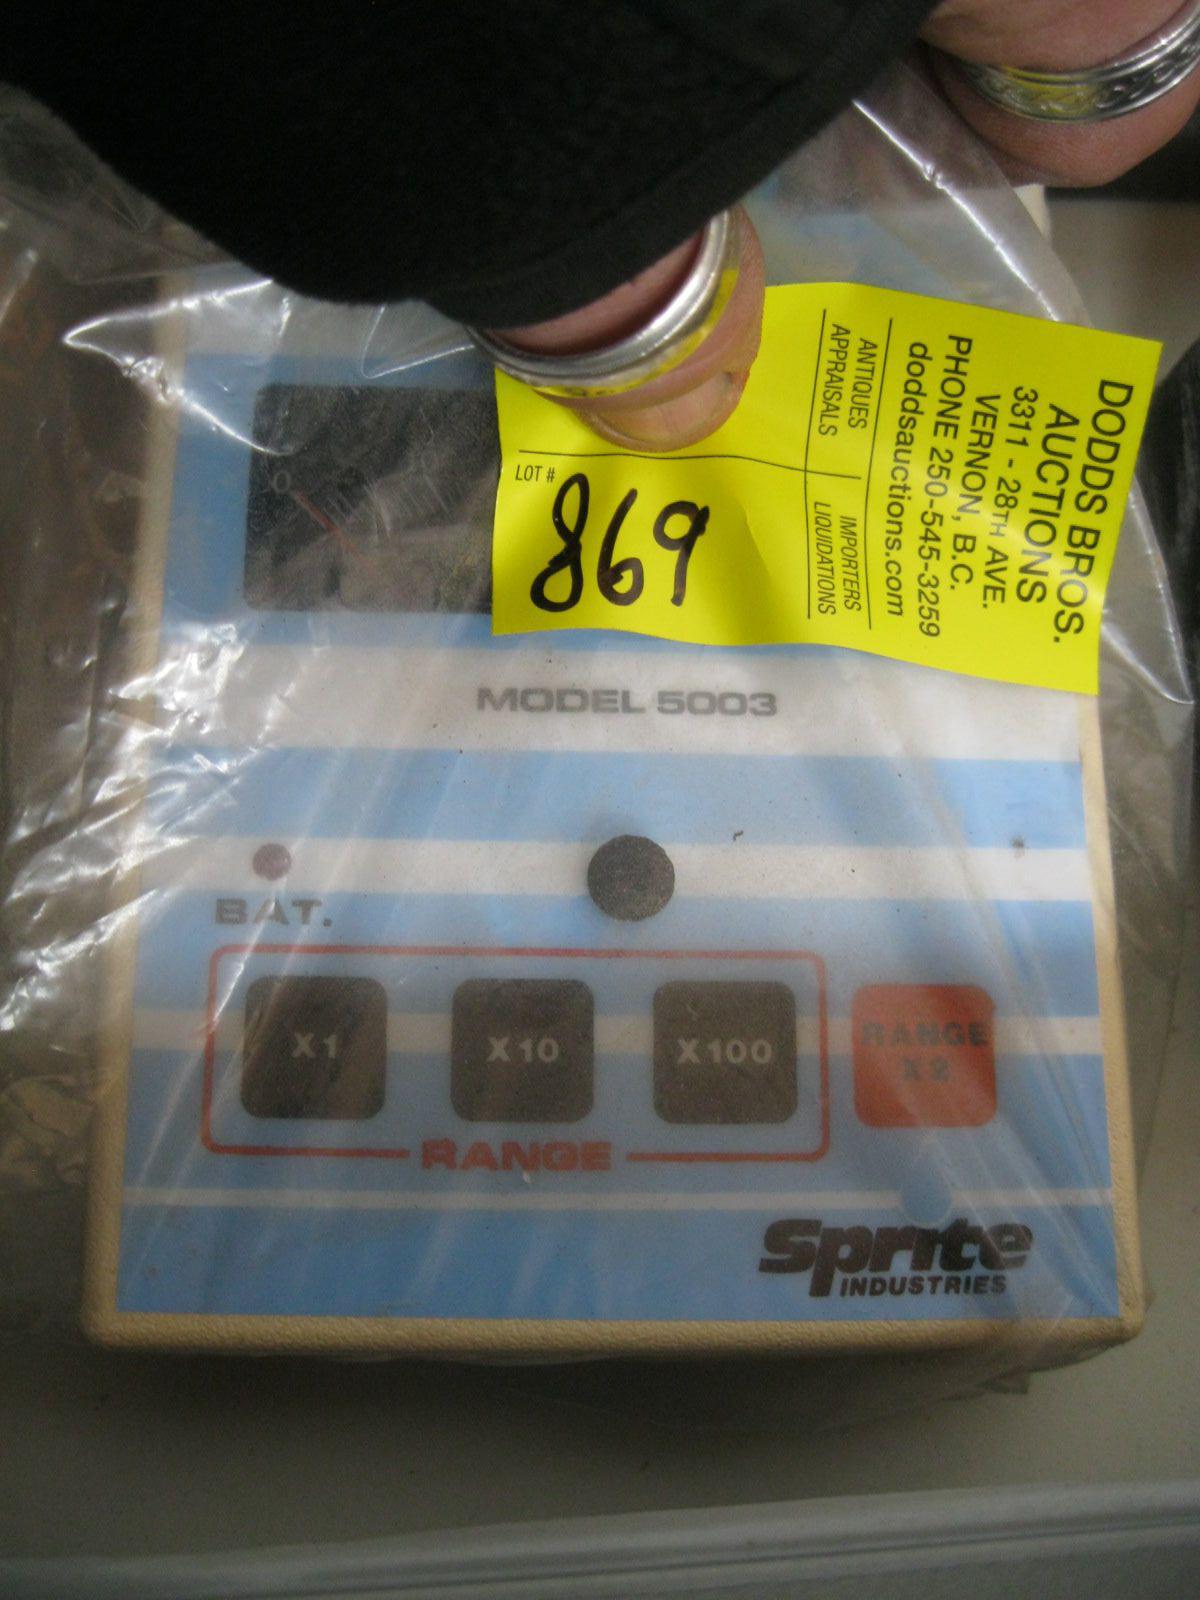 DODDS BROS.
AUCTIONS
3311 - 28TH AVE.
VERNON, B.C.
PHONE 250-545-3259
doddsauctions.com
ANTIQUES
APPRAISALS
IMPORTERS
LIQUIDATIONS
LOT #
869
0
MODEL 5003
BAT.
X1
X10
X100
RANGE
X2
RANGE
Sprite
INDUSTRIES